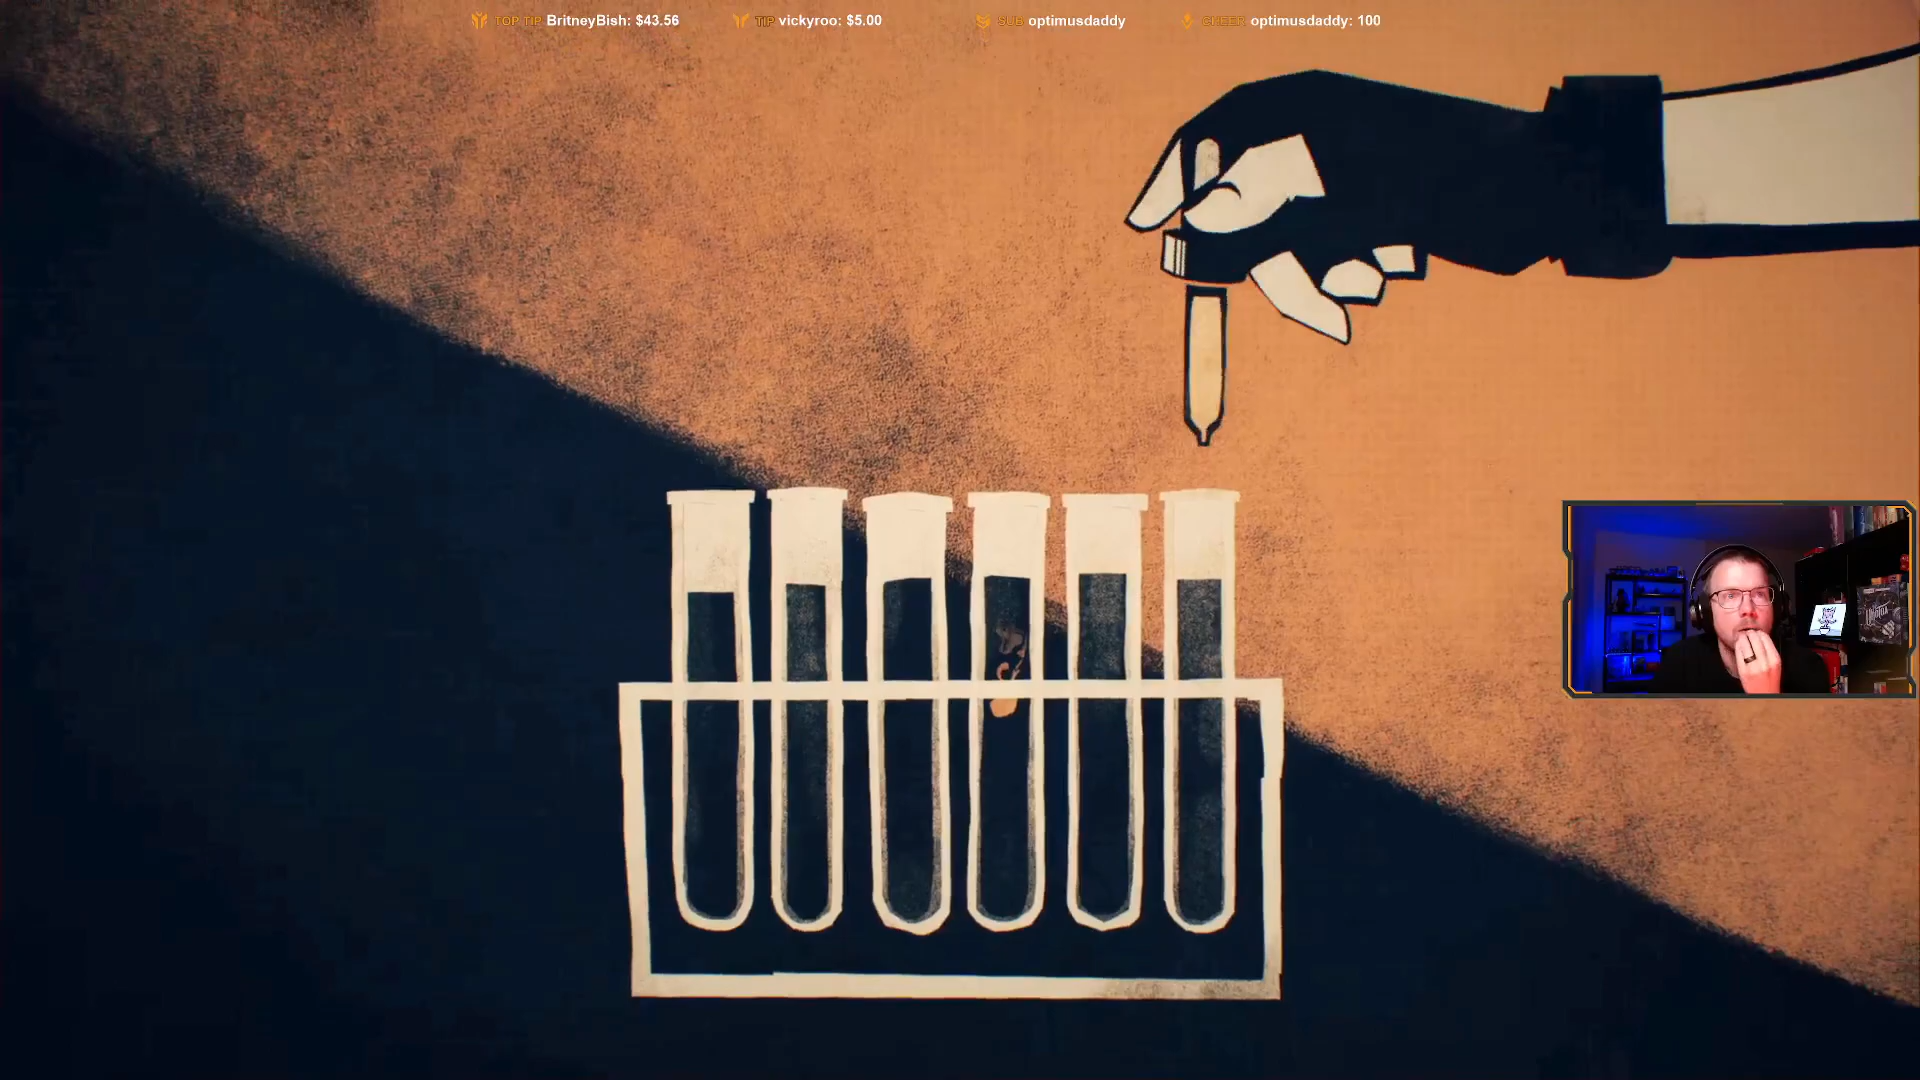 TOP TIP BritneyBish: $43.56
TIP vickyroo: $5.00
SUB optimusdaddy
CHEER optimusdaddy: 100